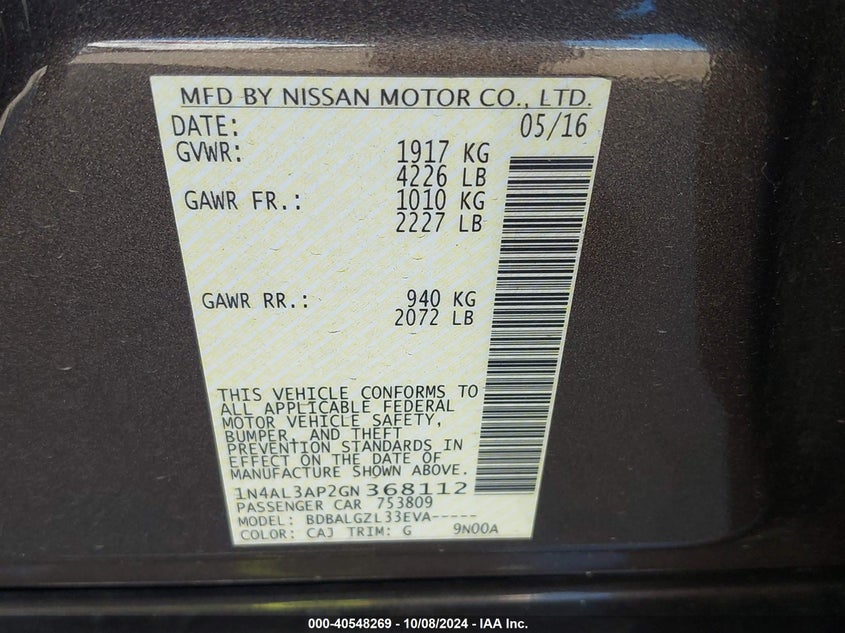 MFD BY NISSAN MOTOR CO., LTD.
DATE: 05/16
GVWR: 1917 KG
4226 LB
GAWR FR.: 1010 KG
2227 LB
GAWR RR.: 940 KG
2072 LB
THIS VEHICLE CONFORMS TO
ALL APPLICABLE FEDERAL
MOTOR VEHICLE SAFETY,
BUMPER, AND THEFT
PREVENTION STANDARDS IN
EFFECT ON THE DATE OF
MANUFACTURE SHOWN ABOVE.
1N4AL3AP2GN 368112
PASSENGER CAR 753809
MODEL: BDBALGZL33EVA-----
COLOR: CAJ TRIM: G 9N00A
000-40548269 - 10/08/2024 - IAA Inc.